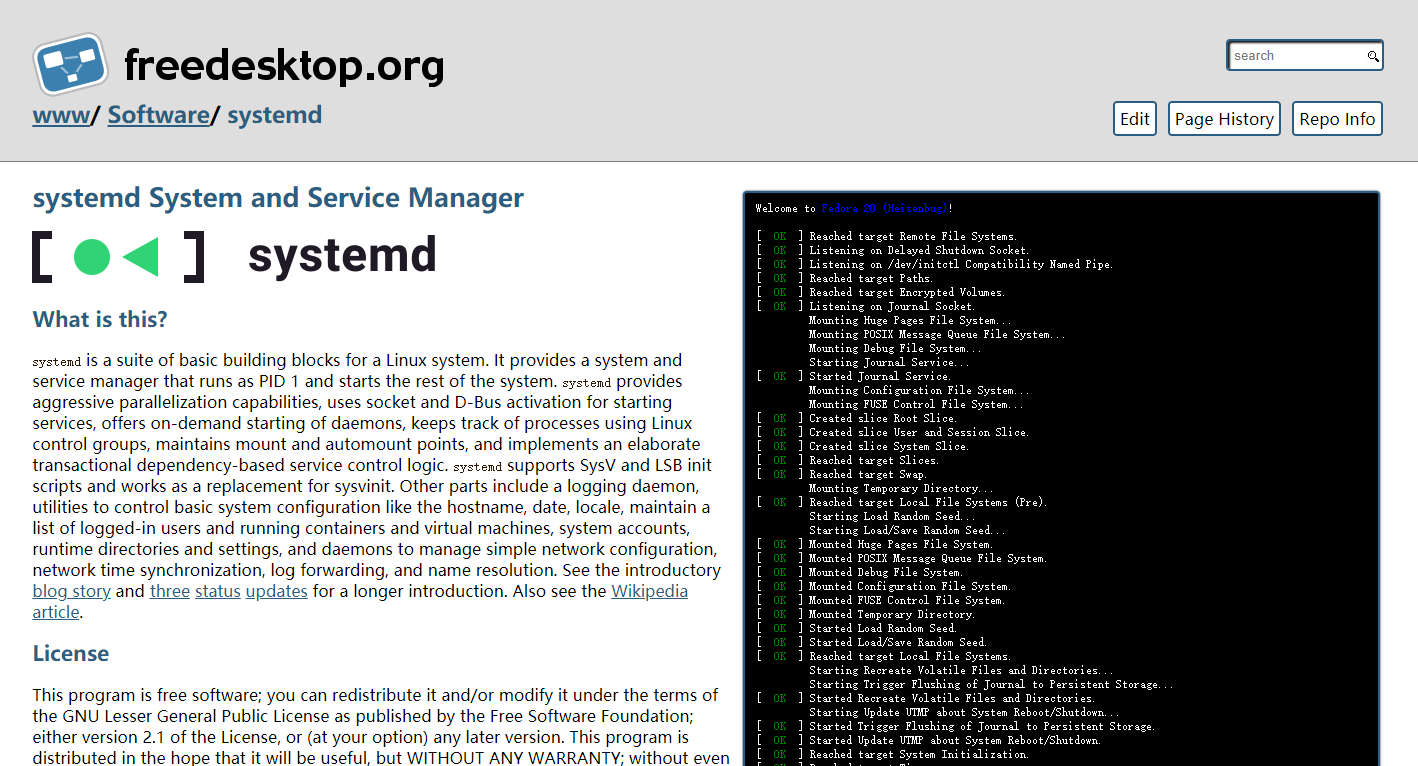 freedesktop.org
search
www/ Software/ systemd
Edit
Page History
Repo Info
systemd System and Service Manager
systemd
What is this?
systemd is a suite of basic building blocks for a Linux system. It provides a system and
service manager that runs as PID 1 and starts the rest of the system. systemd provides
aggressive parallelization capabilities, uses socket and D-Bus activation for starting
services, offers on-demand starting of daemons, keeps track of processes using Linux
control groups, maintains mount and automount points, and implements an elaborate
transactional dependency-based service control logic. systemd supports SysV and LSB init
scripts and works as a replacement for sysvinit. Other parts include a logging daemon,
utilities to control basic system configuration like the hostname, date, locale, maintain a
list of logged-in users and running containers and virtual machines, system accounts,
runtime directories and settings, and daemons to manage simple network configuration,
network time synchronization, log forwarding, and name resolution. See the introductory
blog story and three status updates for a longer introduction. Also see the Wikipedia
article.
License
This program is free software; you can redistribute it and/or modify it under the terms of
the GNU Lesser General Public License as published by the Free Software Foundation;
either version 2.1 of the License, or (at your option) any later version. This program is
distributed in the hope that it will be useful, but WITHOUT ANY WARRANTY; without even
Welcome to Fedora 20 (Heisenbug)!
[ OK ] Reached target Remote File Systems.
[ OK ] Listening on Delayed Shutdown Socket.
[ OK ] Listening on /dev/initctl Compatibility Named Pipe.
[ OK ] Reached target Paths.
[ OK ] Reached target Encrypted Volumes.
[ OK ] Listening on Journal Socket.
Mounting Huge Pages File System...
Mounting POSIX Message Queue File System...
Mounting Debug File System...
Starting Journal Service...
[ OK ] Started Journal Service.
Mounting Configuration File System...
Mounting FUSE Control File System...
[ OK ] Created slice Root Slice.
[ OK ] Created slice User and Session Slice.
[ OK ] Created slice System Slice.
[ OK ] Reached target Slices.
[ OK ] Reached target Swap.
Mounting Temporary Directory...
[ OK ] Reached target Local File Systems (Pre).
Starting Load Random Seed...
Starting Load/Save Random Seed...
[ OK ] Mounted Huge Pages File System.
[ OK ] Mounted POSIX Message Queue File System.
[ OK ] Mounted Debug File System.
[ OK ] Mounted Configuration File System.
[ OK ] Mounted FUSE Control File System.
[ OK ] Mounted Temporary Directory.
[ OK ] Started Load Random Seed.
[ OK ] Started Load/Save Random Seed.
[ OK ] Reached target Local File Systems.
Starting Recreate Volatile Files and Directories...
Starting Trigger Flushing of Journal to Persistent Storage...
[ OK ] Started Recreate Volatile Files and Directories.
Starting Update UTMP about System Reboot/Shutdown...
[ OK ] Started Trigger Flushing of Journal to Persistent Storage.
[ OK ] Started Update UTMP about System Reboot/Shutdown.
[ OK ] Reached target System Initialization.